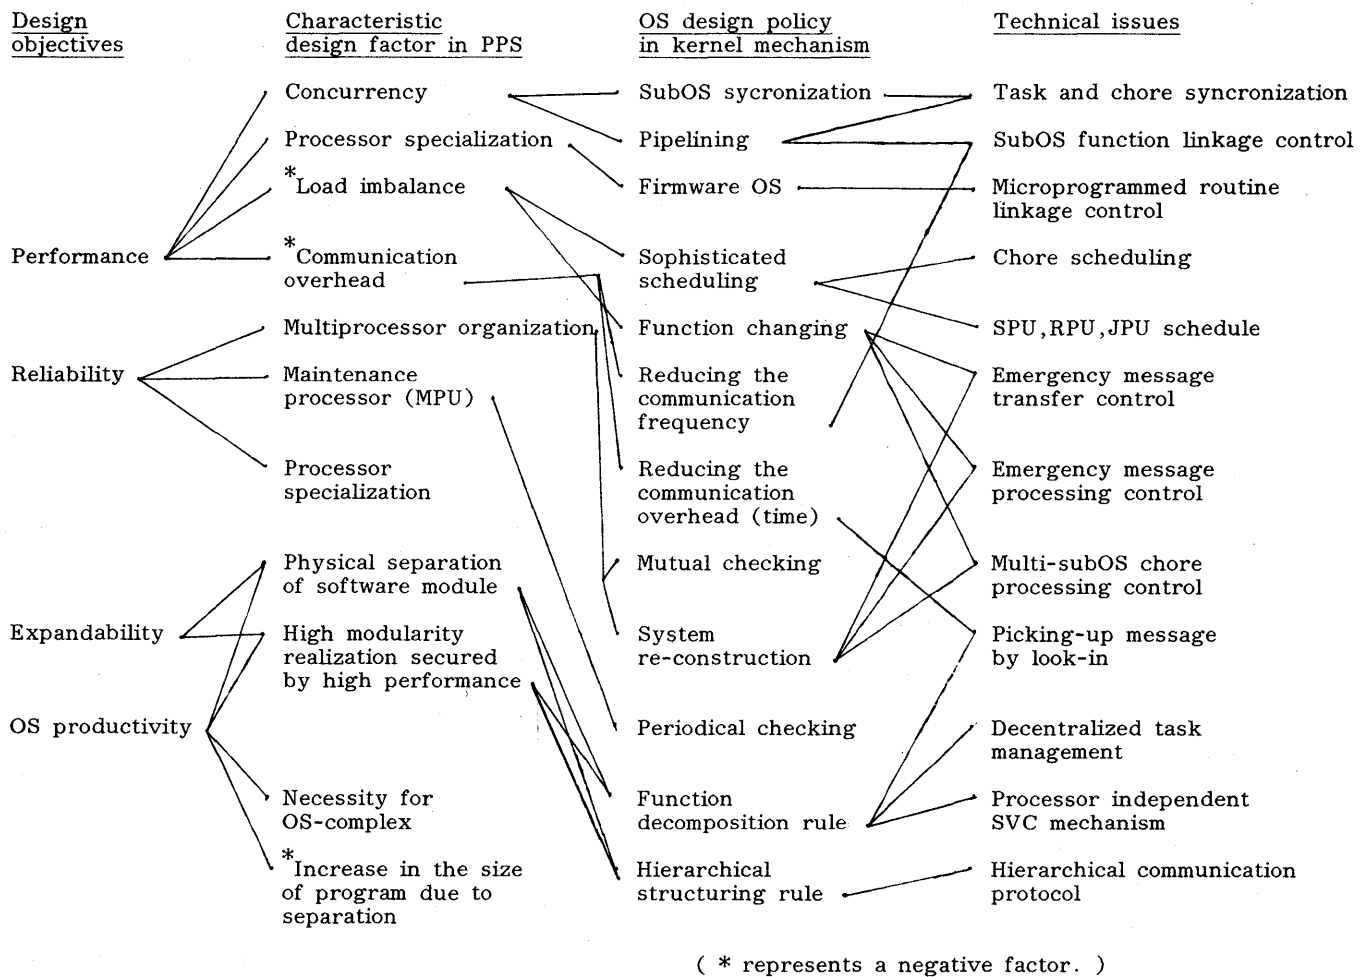 Design
objectives
Characteristic
design factor in PPS
OS design policy
in kernel mechanism
Technical issues
Performance
Reliability
Expandability
OS productivity
Concurrency
Processor specialization
*Load imbalance
*Communication
overhead
Multiprocessor organization
Maintenance
processor (MPU)
Processor
specialization
Physical separation
of software module
High modularity
realization secured
by high performance
Necessity for
OS-complex
*Increase in the size
of program due to
separation
SubOS sycronization
Pipelining
Firmware OS
Sophisticated
scheduling
Function changing
Reducing the
communication
frequency
Reducing the
communication
overhead (time)
Mutual checking
System
re-construction
Periodical checking
Function
decomposition rule
Hierarchical
structuring rule
Task and chore syncronization
SubOS function linkage control
Microprogrammed routine
linkage control
Chore scheduling
SPU,RPU,JPU schedule
Emergency message
transfer control
Emergency message
processing control
Multi-subOS chore
processing control
Picking-up message
by look-in
Decentralized task
management
Processor independent
SVC mechanism
Hierarchical communication
protocol
( * represents a negative factor. )